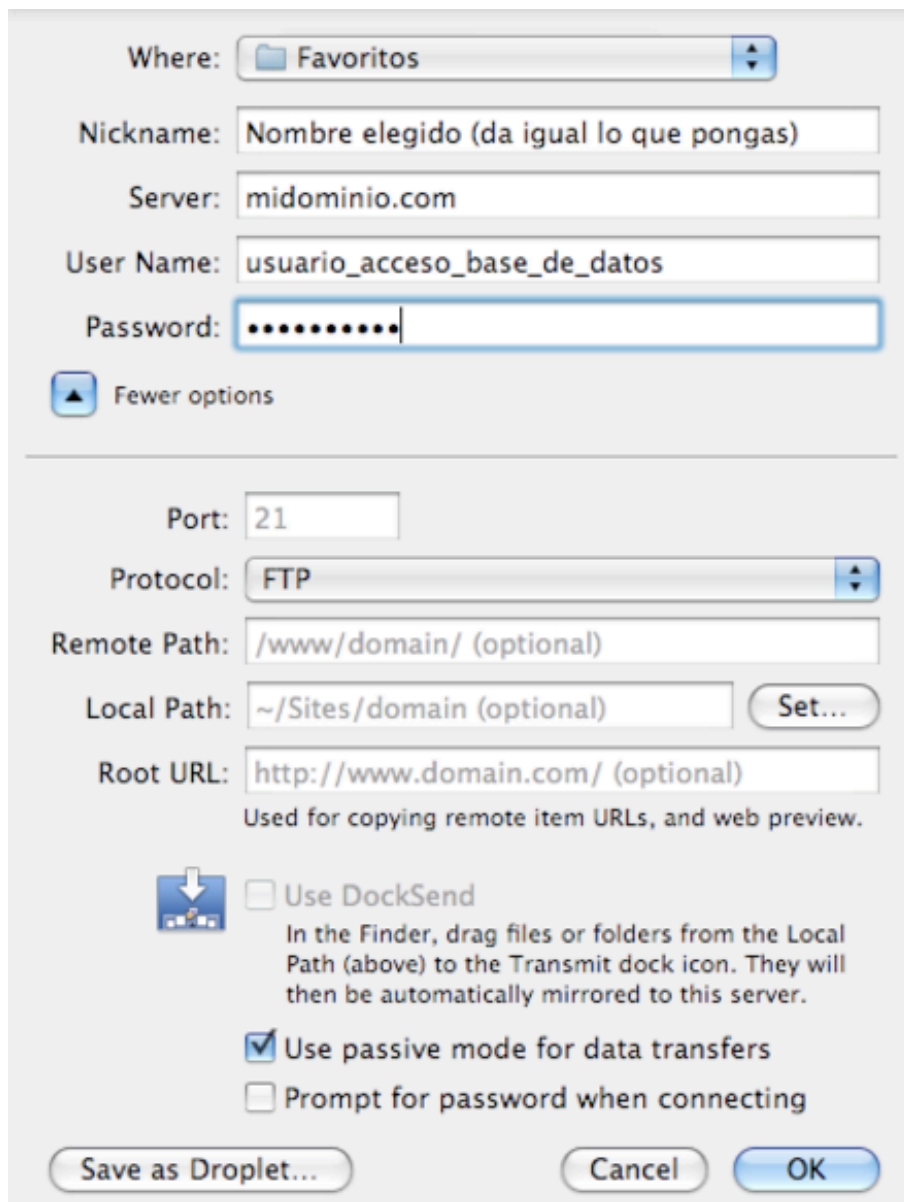 Where: Favoritos
Nickname: Nombre elegido (da igual lo que pongas)
Server: midominio.com
User Name: usuario_acceso_base_de_datos
Password: ••••••••••
Fewer options
Port: 21
Protocol: FTP
Remote Path: /www/domain/ (optional)
Local Path: ~/Sites/domain (optional) Set...
Root URL: http://www.domain.com/ (optional)
Used for copying remote item URLs, and web preview.
Use DockSend
In the Finder, drag files or folders from the Local
Path (above) to the Transmit dock icon. They will
then be automatically mirrored to this server.
Use passive mode for data transfers
Prompt for password when connecting
Save as Droplet... Cancel OK